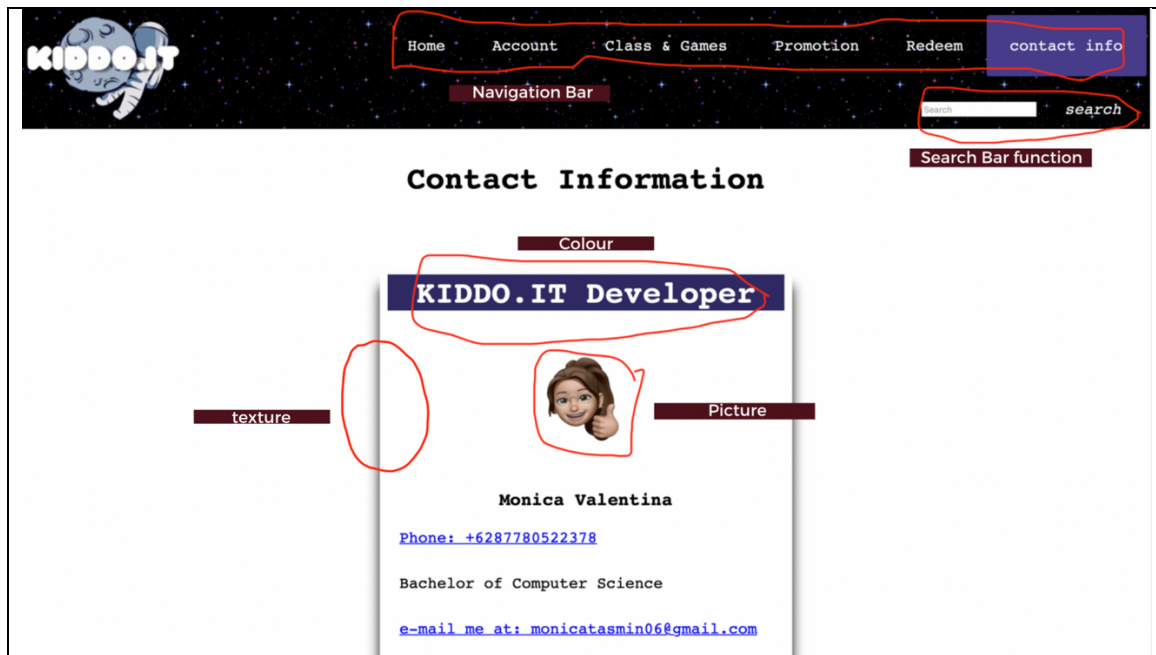 KIDDO.IT
Home Account Class & Games Promotion Redeem contact info
Navigation Bar
Search search
Search Bar function
Contact Information
Colour
KIDDO.IT Developer
texture
Picture
Monica Valentina
Phone: +6287780522378
Bachelor of Computer Science
e-mail me at: monicatasmin06@gmail.com